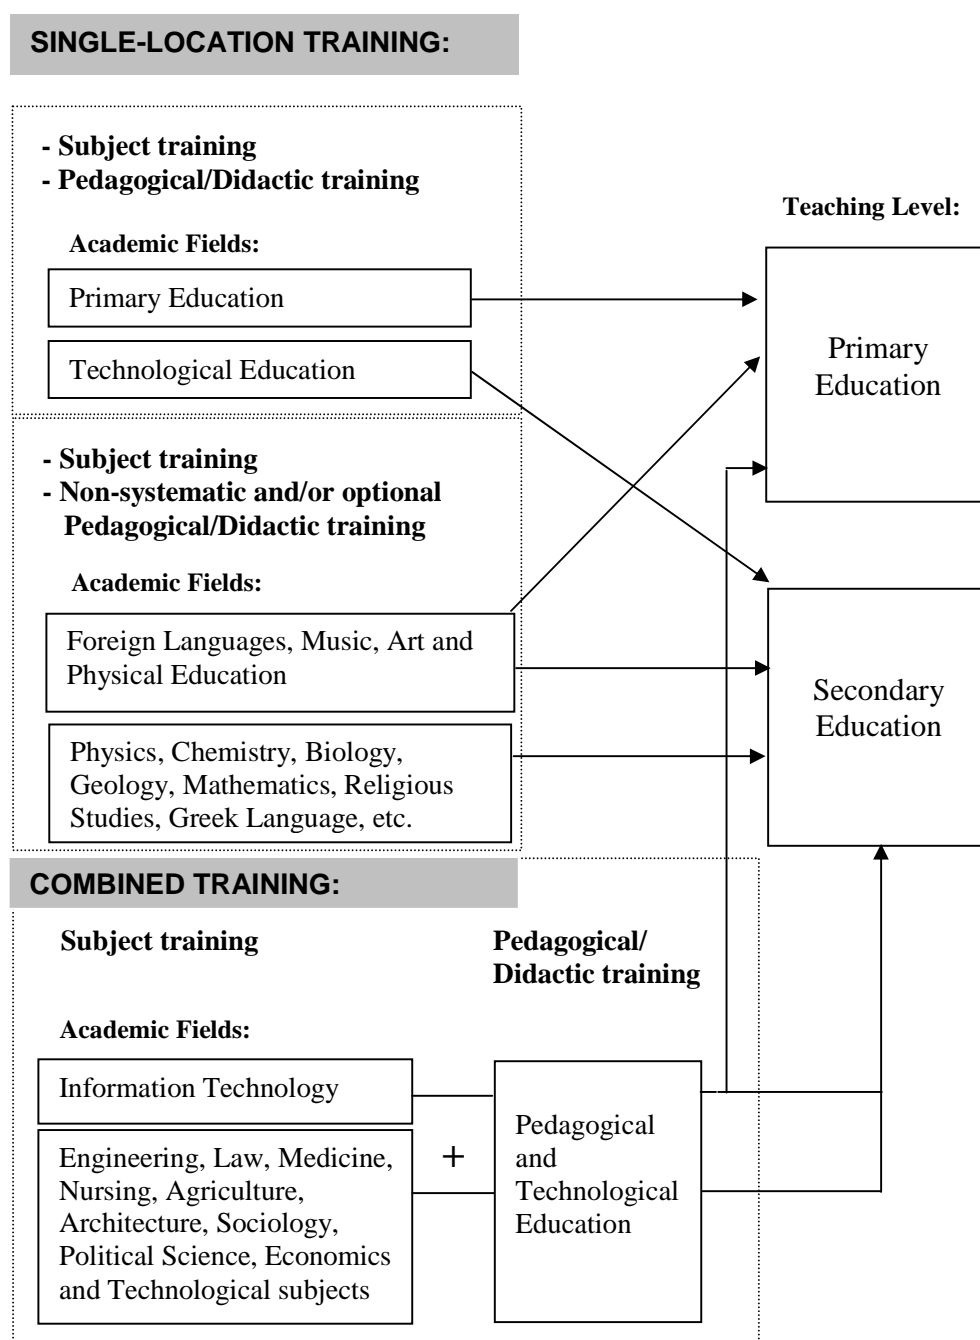 SINGLE-LOCATION TRAINING:
- Subject training
- Pedagogical/Didactic training
Academic Fields:
Primary Education
Technological Education
Teaching Level:
Primary
Education
- Subject training
- Non-systematic and/or optional
Pedagogical/Didactic training
Academic Fields:
Foreign Languages, Music, Art and
Physical Education
Physics, Chemistry, Biology,
Geology, Mathematics, Religious
Studies, Greek Language, etc.
Secondary
Education
COMBINED TRAINING:
Subject training
Pedagogical/
Didactic training
Academic Fields:
Information Technology
Engineering, Law, Medicine,
Nursing, Agriculture,
Architecture, Sociology,
Political Science, Economics
and Technological subjects
+
Pedagogical
and
Technological
Education